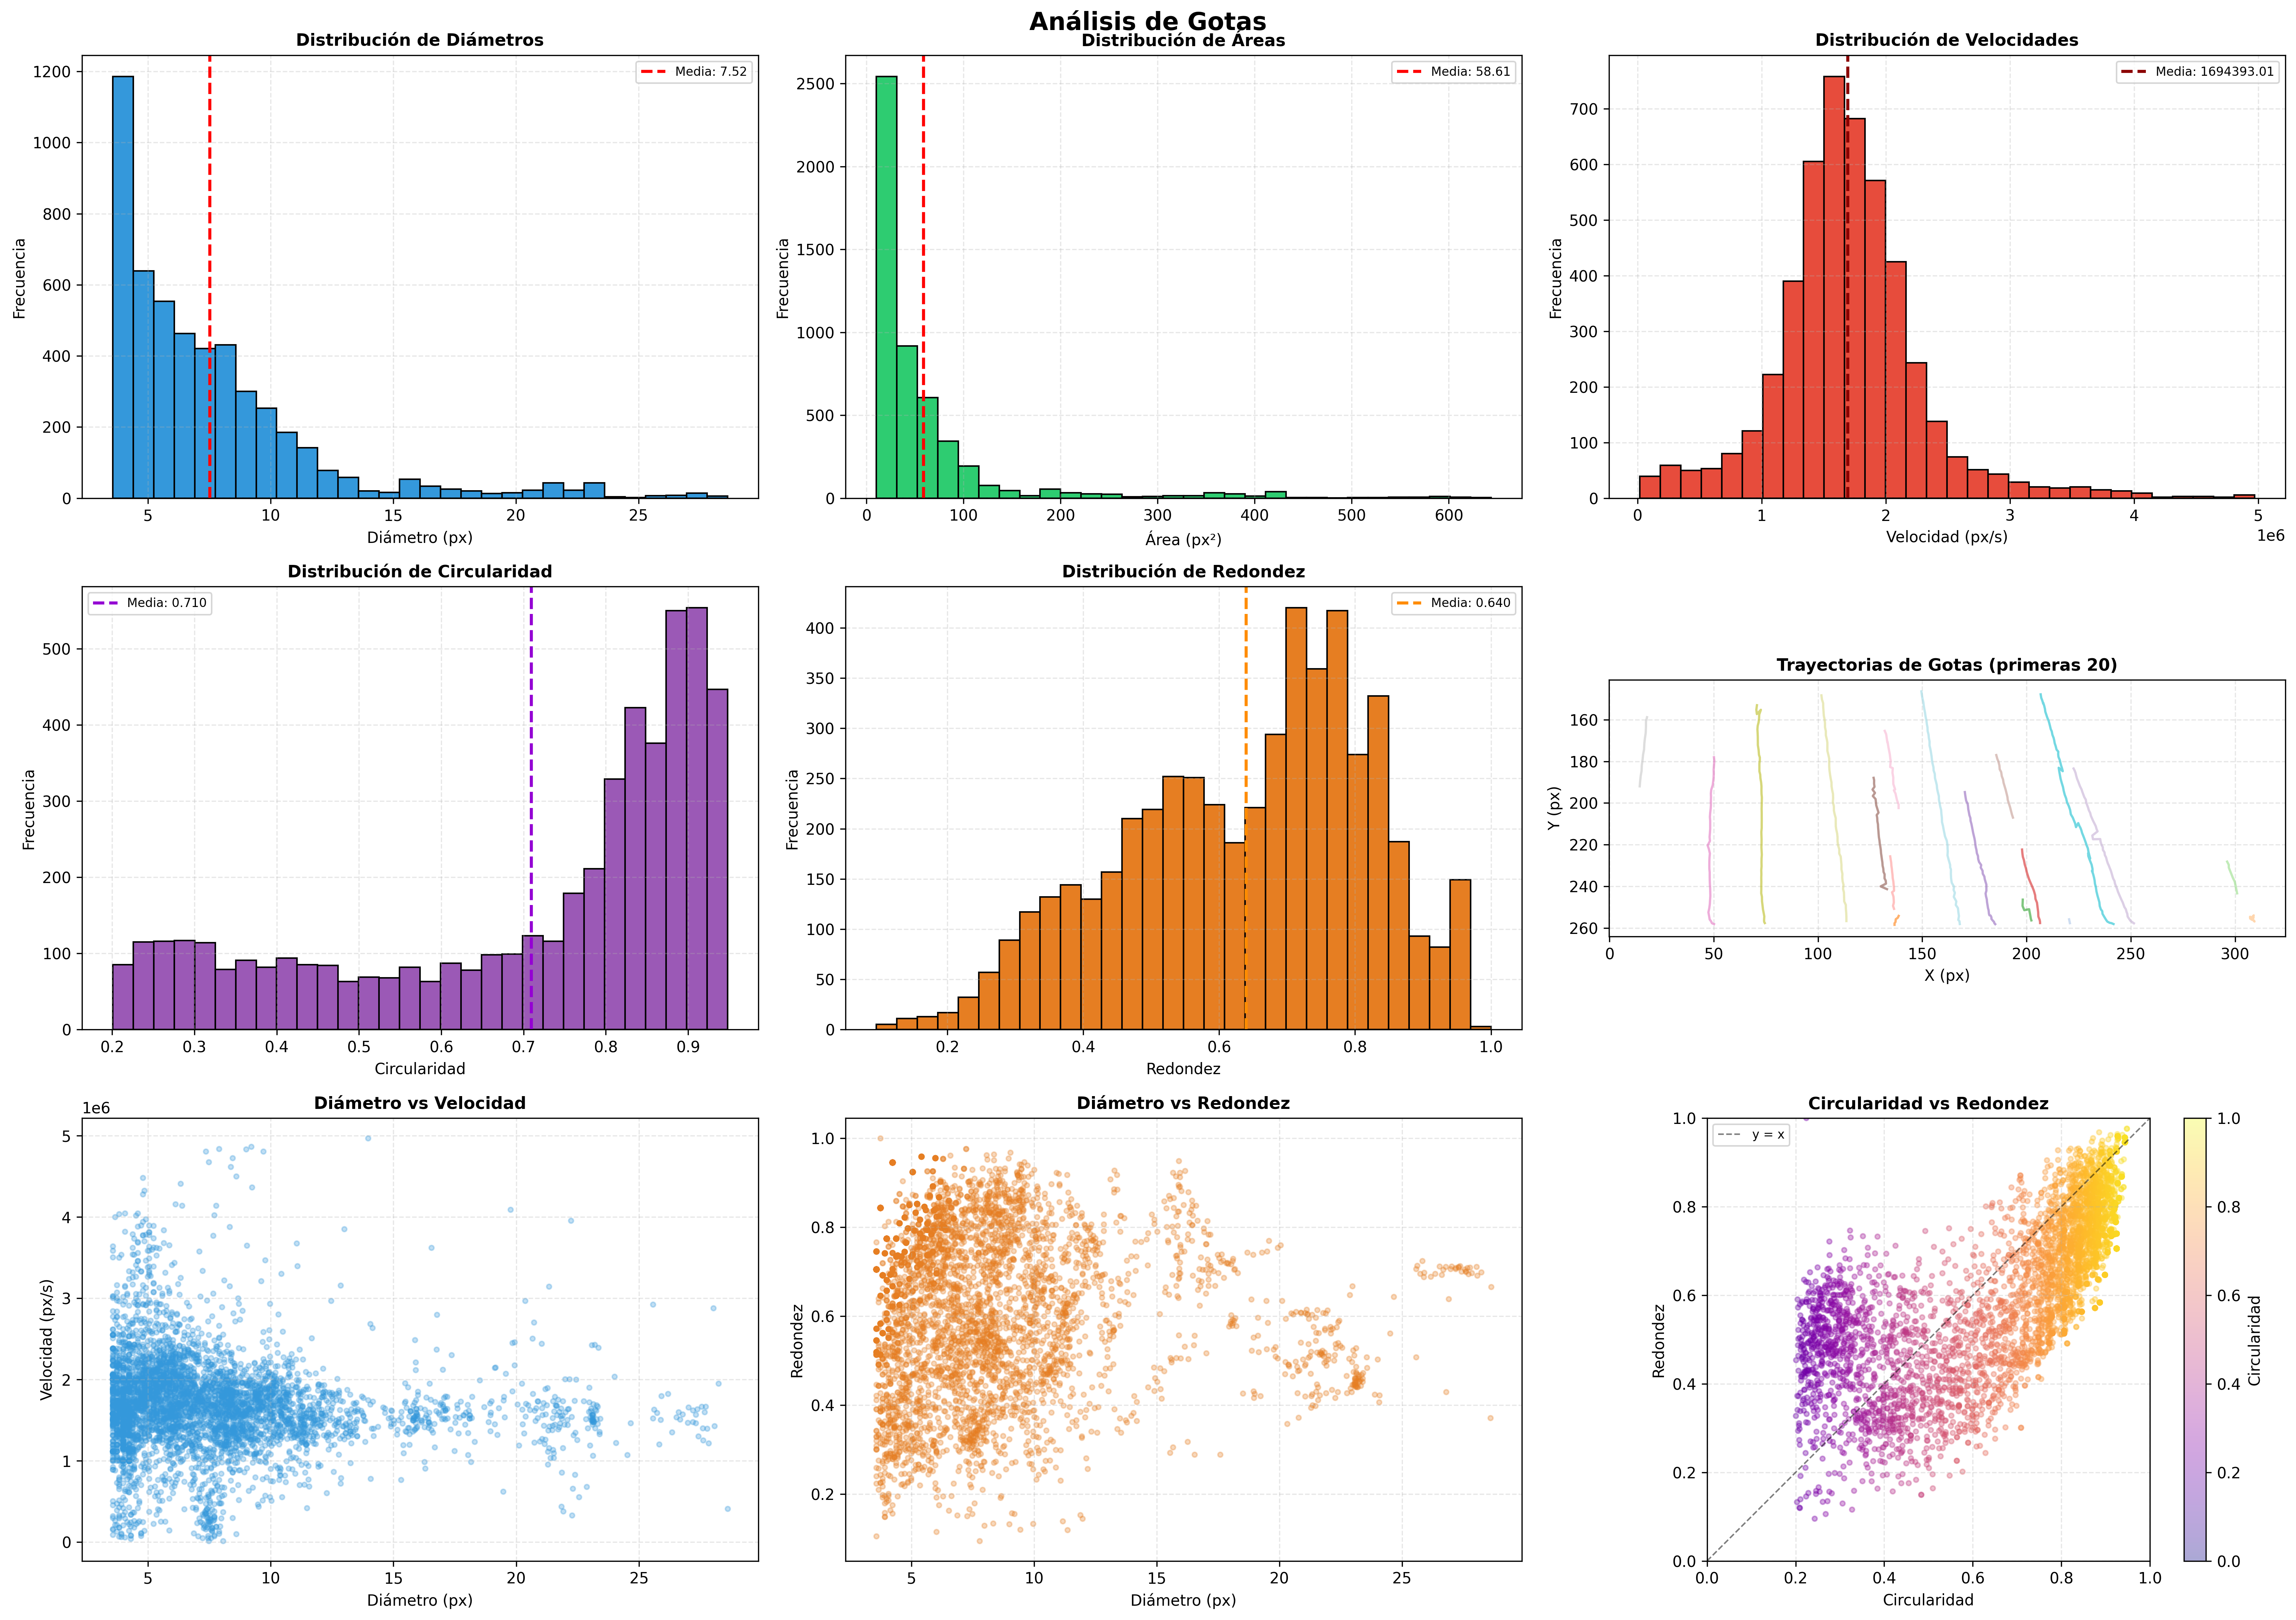 Análisis de Gotas
Distribución de Diámetros
Media: 7.52
1200
1000
800
600
400
200
0
Frecuencia
5 10 15 20 25
Diámetro (px)
Distribución de Áreas
Media: 58.61
2500
2000
1500
1000
500
0
Frecuencia
0 100 200 300 400 500 600
Área (px²)
Distribución de Velocidades
Media: 1694393.01
700
600
500
400
300
200
100
0
Frecuencia
0 1 2 3 4 5
1e6
Velocidad (px/s)
Distribución de Circularidad
Media: 0.710
500
400
300
200
100
0
Frecuencia
0.2 0.3 0.4 0.5 0.6 0.7 0.8 0.9
Circularidad
Distribución de Redondez
Media: 0.640
400
350
300
250
200
150
100
50
0
Frecuencia
0.2 0.4 0.6 0.8 1.0
Redondez
Trayectorias de Gotas (primeras 20)
160
180
200
220
240
260
Y (px)
0 50 100 150 200 250 300
X (px)
Diámetro vs Velocidad
1e6
5
4
3
2
1
0
Velocidad (px/s)
5 10 15 20 25
Diámetro (px)
Diámetro vs Redondez
1.0
0.8
0.6
0.4
0.2
Redondez
5 10 15 20 25
Diámetro (px)
Circularidad vs Redondez
y = x
1.0
0.8
0.6
0.4
0.2
0.0
Redondez
0.0 0.2 0.4 0.6 0.8 1.0
Circularidad
1.0
0.8
0.6
0.4
0.2
0.0
Circularidad